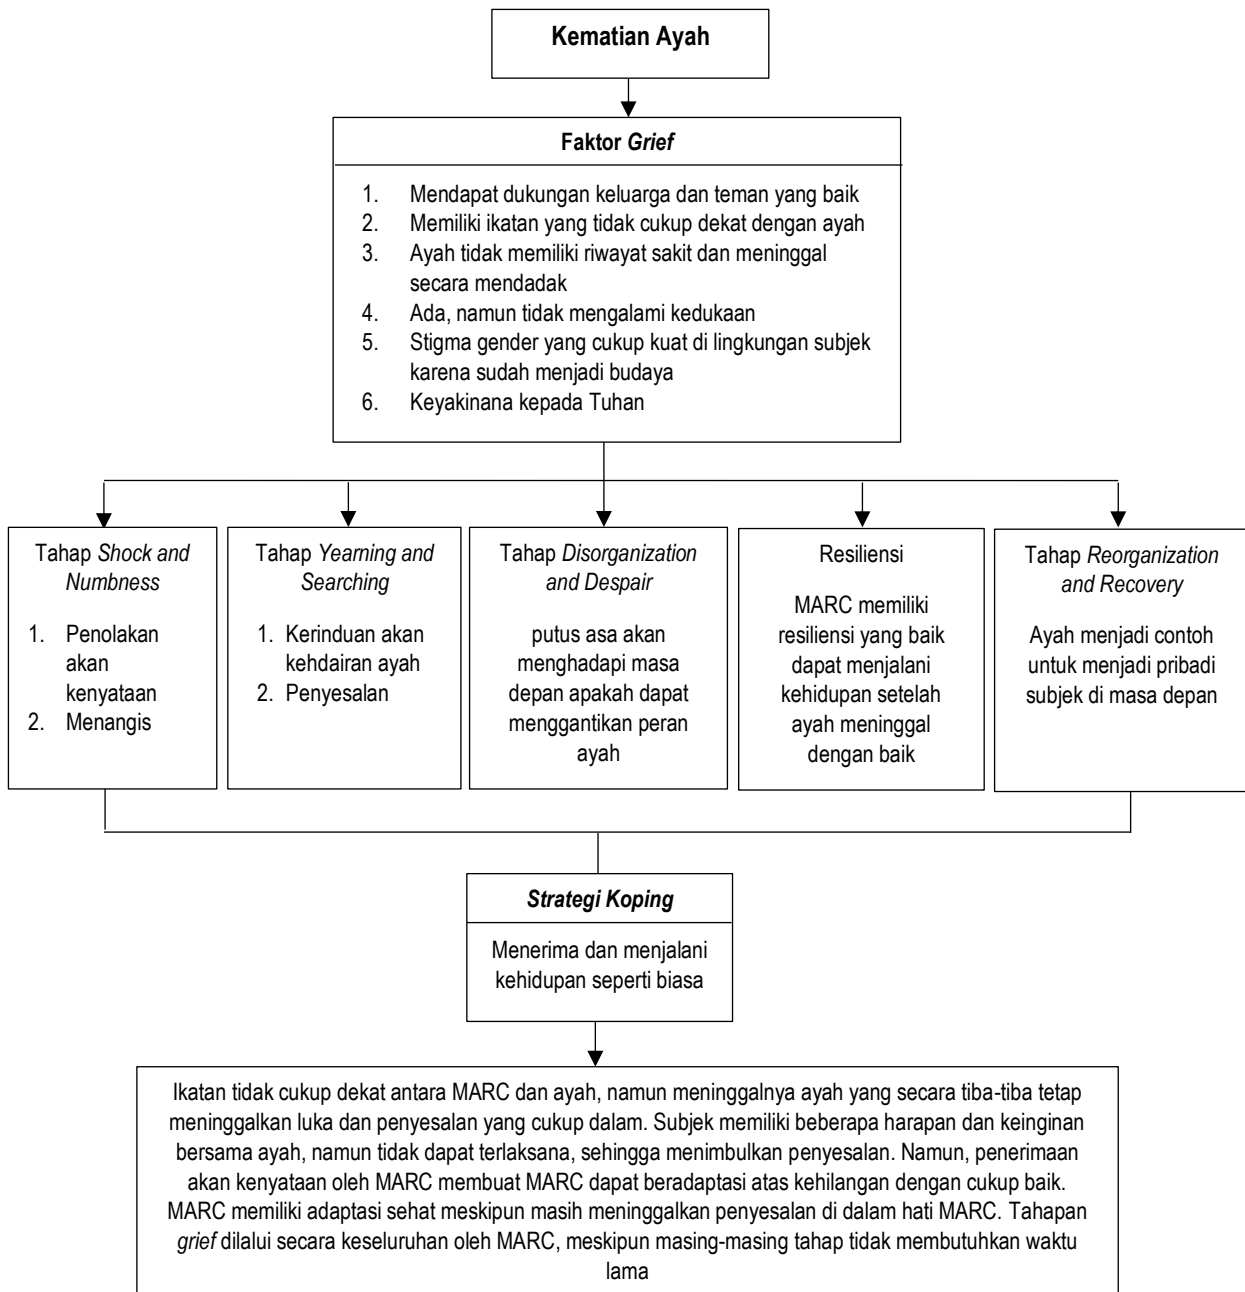 Kematian Ayah
Faktor Grief
1. Mendapat dukungan keluarga dan teman yang baik
2. Memiliki ikatan yang tidak cukup dekat dengan ayah
3. Ayah tidak memiliki riwayat sakit dan meninggal
secara mendadak
4. Ada, namun tidak mengalami kedukaan
5. Stigma gender yang cukup kuat di lingkungan subjek
karena sudah menjadi budaya
6. Keyakinana kepada Tuhan
Tahap Shock and
Numbness
1. Penolakan
akan
kenyataan
2. Menangis
Tahap Yearning and
Searching
1. Kerinduan akan
kehdairan ayah
2. Penyesalan
Tahap Disorganization
and Despair
putus asa akan
menghadapi masa
depan apakah dapat
menggantikan peran
ayah
Resiliensi
MARC memiliki
resiliensi yang baik
dapat menjalani
kehidupan setelah
ayah meninggal
dengan baik
Tahap Reorganization
and Recovery
Ayah menjadi contoh
untuk menjadi pribadi
subjek di masa depan
Strategi Koping
Menerima dan menjalani
kehidupan seperti biasa
Ikatan tidak cukup dekat antara MARC dan ayah, namun meninggalnya ayah yang secara tiba-tiba tetap
meninggalkan luka dan penyesalan yang cukup dalam. Subjek memiliki beberapa harapan dan keinginan
bersama ayah, namun tidak dapat terlaksana, sehingga menimbulkan penyesalan. Namun, penerimaan
akan kenyataan oleh MARC membuat MARC dapat beradaptasi atas kehilangan dengan cukup baik.
MARC memiliki adaptasi sehat meskipun masih meninggalkan penyesalan di dalam hati MARC. Tahapan
grief dilalui secara keseluruhan oleh MARC, meskipun masing-masing tahap tidak membutuhkan waktu
lama